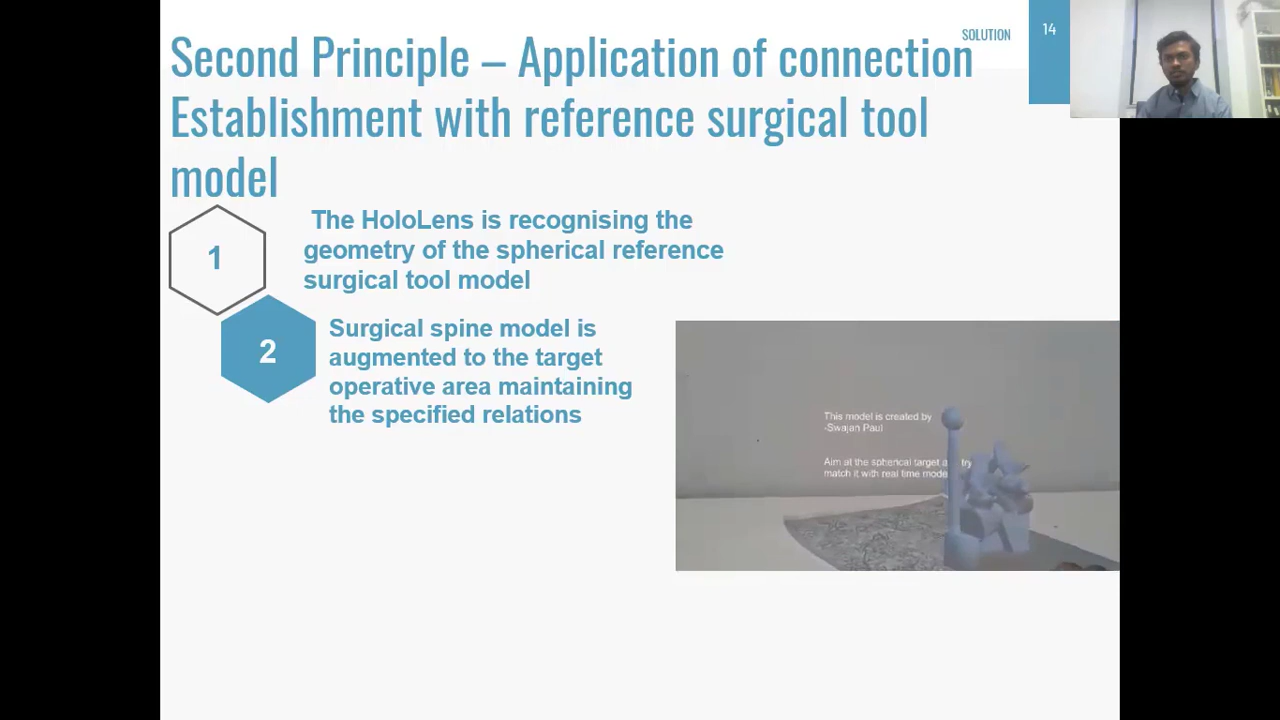 SOLUTION
14
Second Principle – Application of connection
Establishment with reference surgical tool
model
1
The HoloLens is recognising the
geometry of the spherical reference
surgical tool model
2
Surgical spine model is
augmented to the target
operative area maintaining
the specified relations
This model is created by
-Swajan Paul
Aim at the spherical target
match it with real time